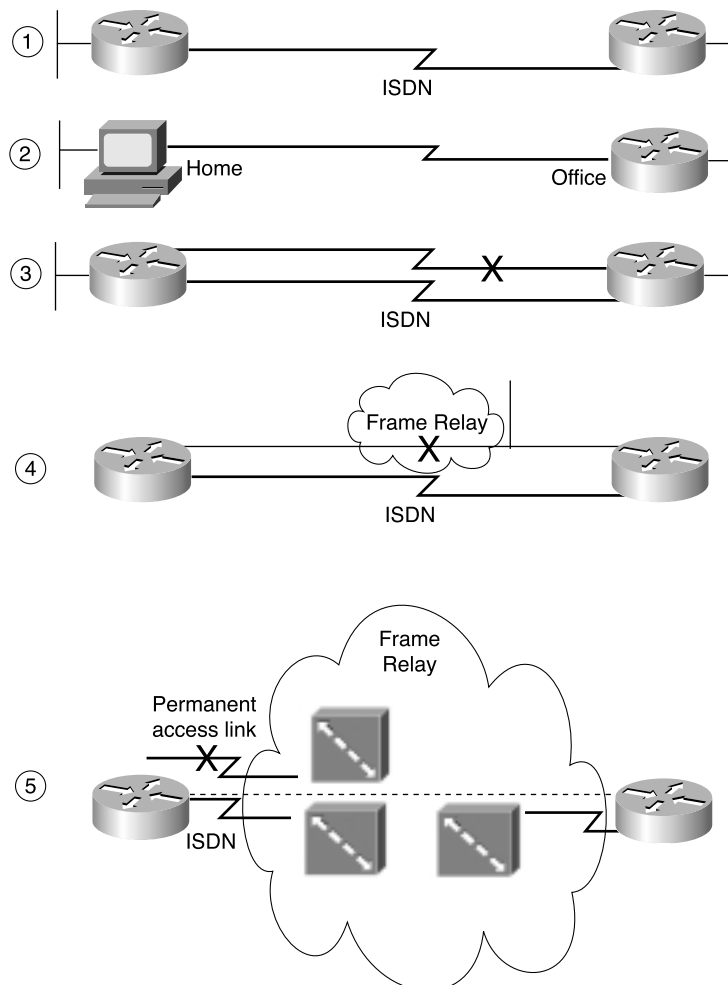 1
ISDN
2
Home
Office
3
X
ISDN
Frame Relay
X
4
ISDN
Frame
Relay
Permanent
access link
X
5
ISDN